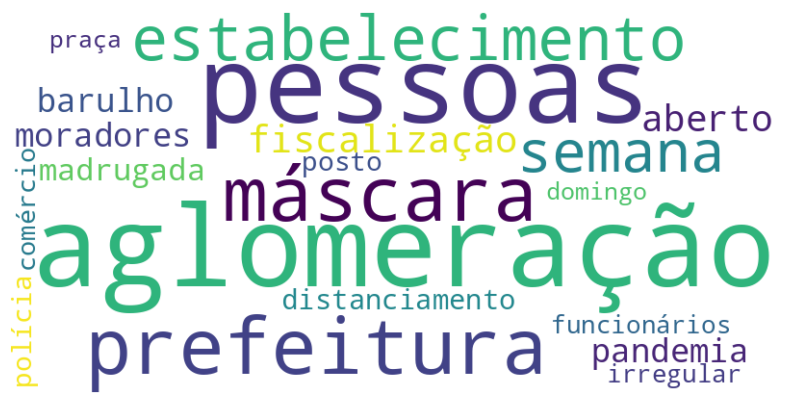 praça
estabelecimento
pessoas
barulho
aberto
moradores
fiscalização
semana
posto
madrugada
comércio
máscara
domingo
aglomeração
polícia
distanciamento
prefeitura
funcionários
pandemia
irregular